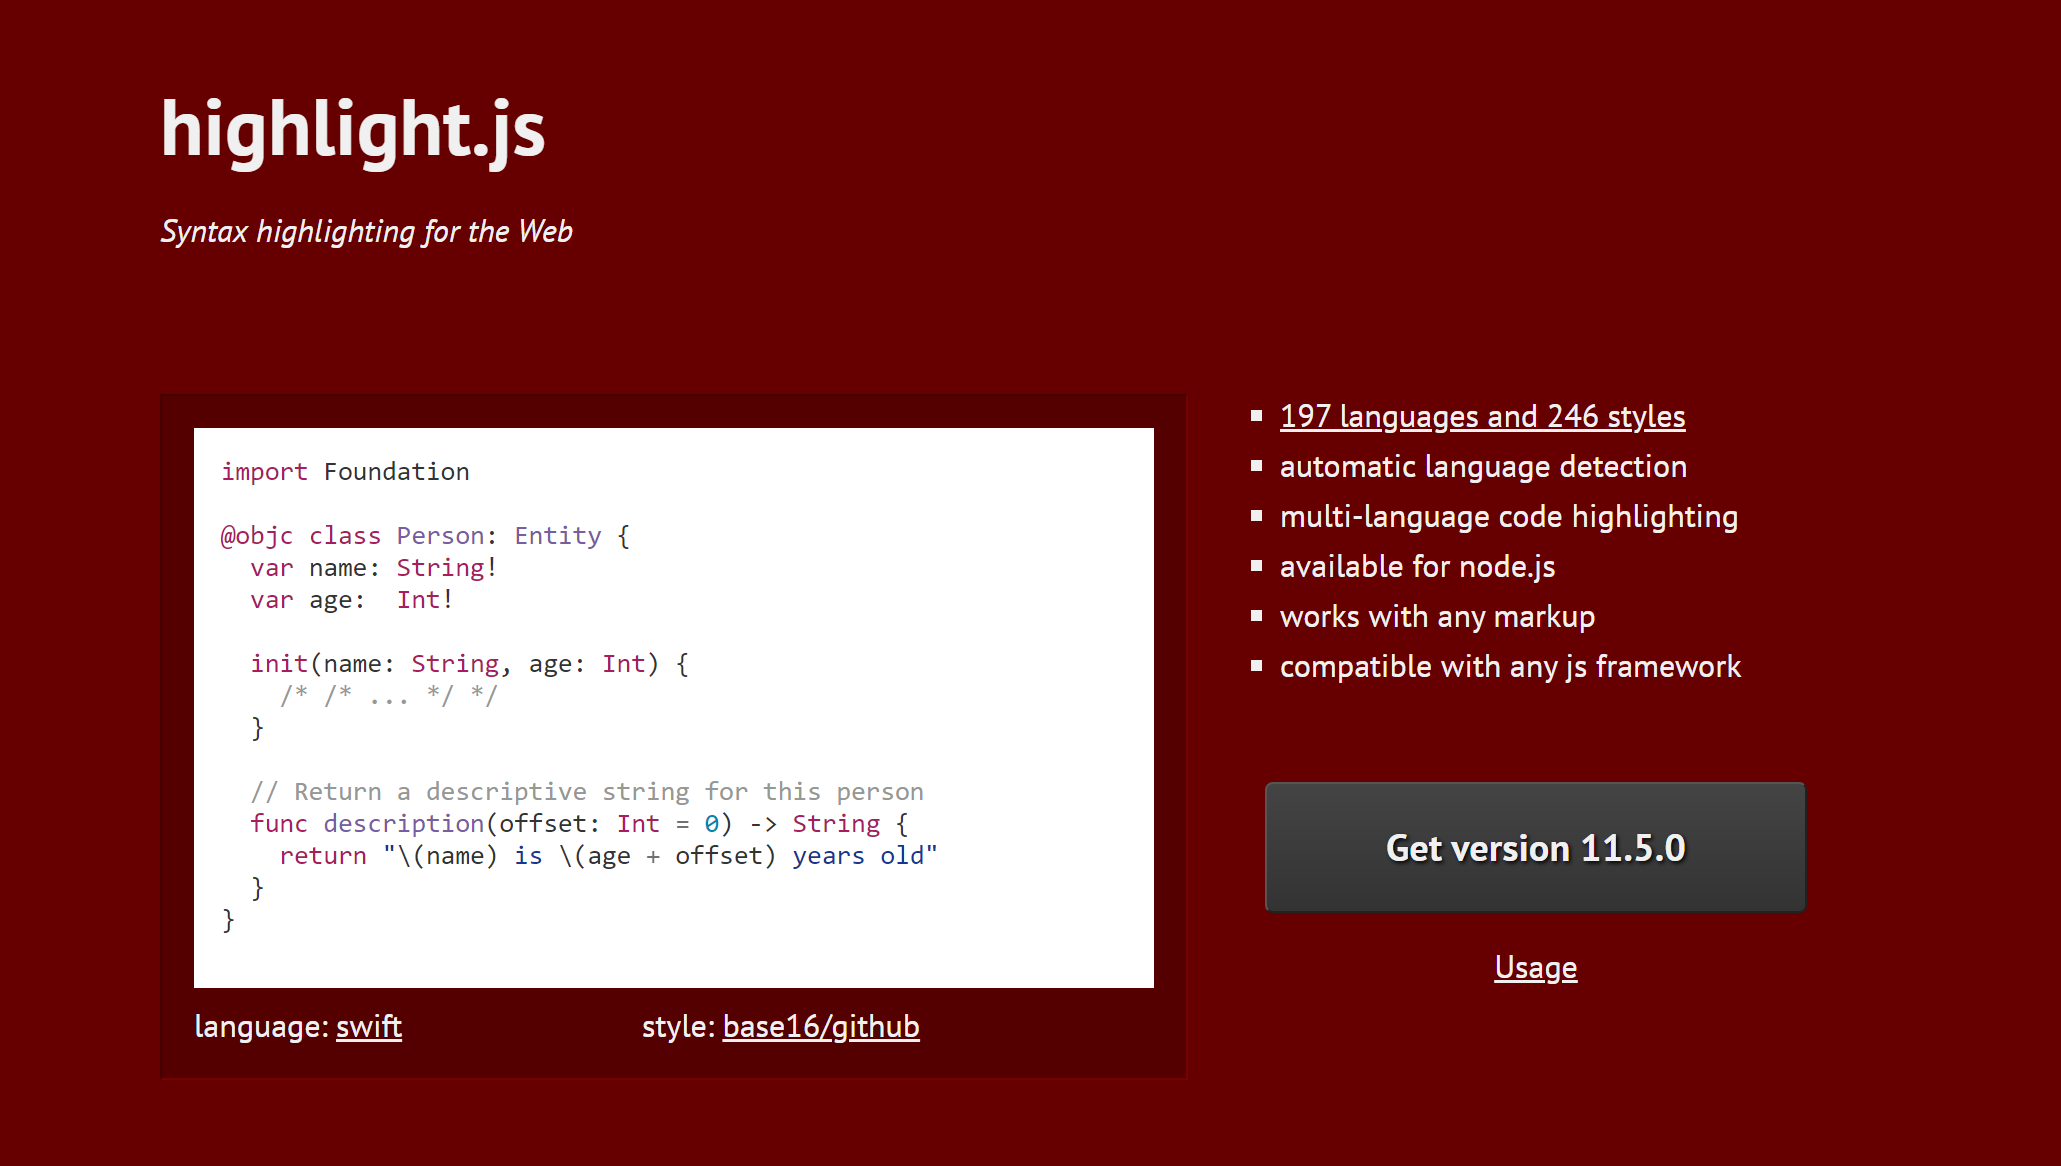 highlight.js
Syntax highlighting for the Web
import Foundation

@objc class Person: Entity {
  var name: String!
  var age:  Int!

  init(name: String, age: Int) {
    /* /* ... */ */
  }

  // Return a descriptive string for this person
  func description(offset: Int = 0) -> String {
    return "\(name) is \(age + offset) years old"
  }
}
language: swift
style: base16/github
197 languages and 246 styles
automatic language detection
multi-language code highlighting
available for node.js
works with any markup
compatible with any js framework
Get version 11.5.0
Usage